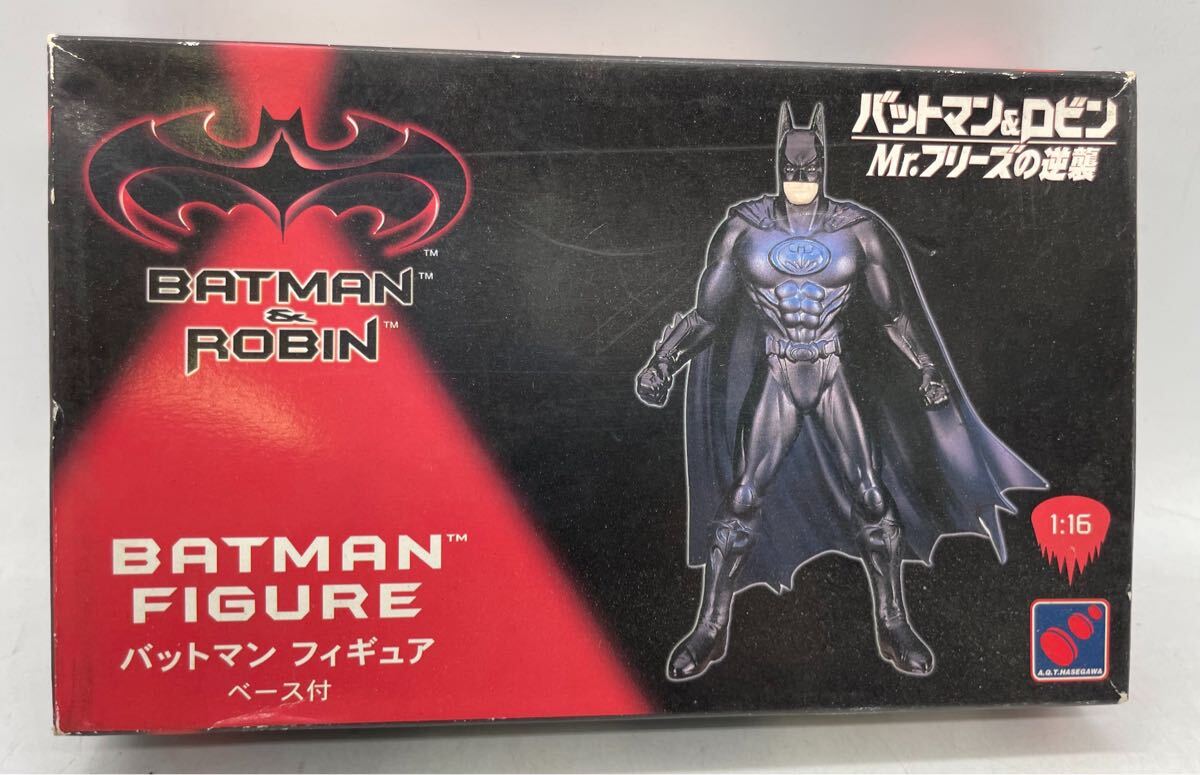 BATMAN™
&
ROBIN™
™
バットマン&ロビン
Mr.フリーズの逆襲
BATMAN™
FIGURE
バットマン フィギュア
ベース付
1:16
A.Q.T.HASEGAWA